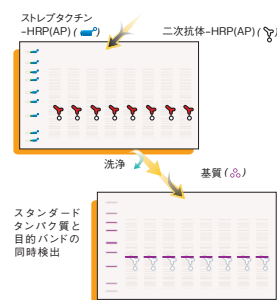 ストレプタクチン
-HRP(AP) ( )
二次抗体-HRP(AP) ( )
洗浄
基質 ( )
スタンダード
タンパク質と
目的バンドの
同時検出